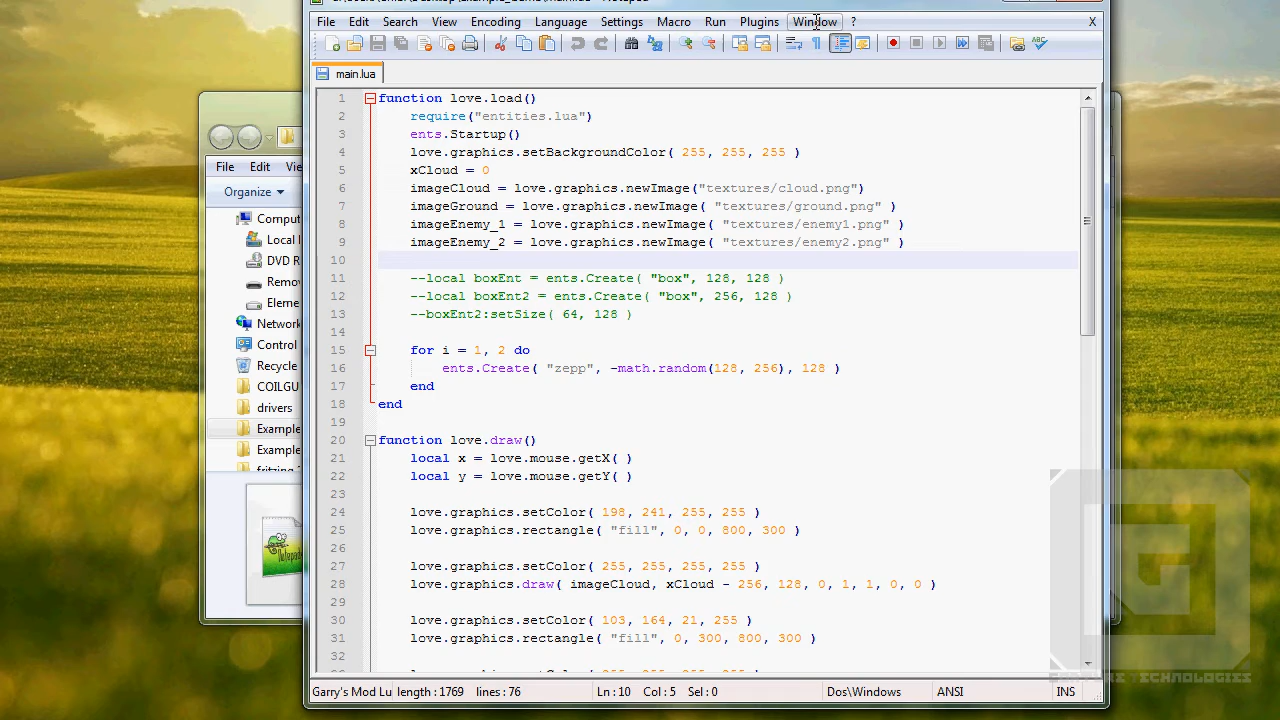 File Edit Search View Encoding Language Settings Macro Run Plugins Window ? X
main.lua
File Edit Vie
Organize
Comput
Local
DVD R
Remo
Eleme
Network
Control
Recycle
COILGU
drivers
Example
Example
1 function love.load()
2 require("entities.lua")
3 ents.Startup()
4 love.graphics.setBackgroundColor( 255, 255, 255 )
5 xCloud = 0
6 imageCloud = love.graphics.newImage("textures/cloud.png")
7 imageGround = love.graphics.newImage( "textures/ground.png" )
8 imageEnemy_1 = love.graphics.newImage( "textures/enemy1.png" )
9 imageEnemy_2 = love.graphics.newImage( "textures/enemy2.png" )
10
11 --local boxEnt = ents.Create( "box", 128, 128 )
12 --local boxEnt2 = ents.Create( "box", 256, 128 )
13 --boxEnt2:setSize( 64, 128 )
14
15 for i = 1, 2 do
16 ents.Create( "zepp", -math.random(128, 256), 128 )
17 end
18 end
19
20 function love.draw()
21 local x = love.mouse.getX( )
22 local y = love.mouse.getY( )
23
24 love.graphics.setColor( 198, 241, 255, 255 )
25 love.graphics.rectangle( "fill", 0, 0, 800, 300 )
26
27 love.graphics.setColor( 255, 255, 255, 255 )
28 love.graphics.draw( imageCloud, xCloud - 256, 128, 0, 1, 1, 0, 0 )
29
30 love.graphics.setColor( 103, 164, 21, 255 )
31 love.graphics.rectangle( "fill", 0, 300, 800, 300 )
32
Garry's Mod Lu length : 1769 lines : 76 Ln : 10 Col : 5 Sel : 0 Dos\Windows ANSI INS